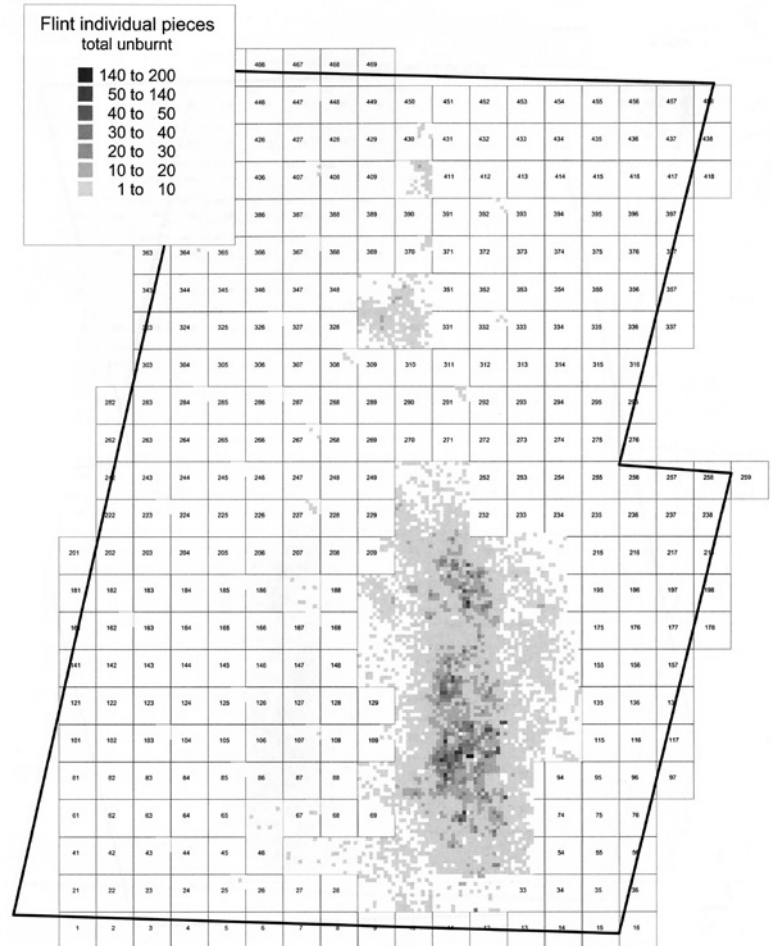 Flint individual pieces
total unburnt
140 to 200
50 to 140
40 to 50
30 to 40
20 to 30
10 to 20
1 to 10
466 467 468 469
446 447 448 449 450 451 452 453 454 455 456 457
426 427 428 429 430 431 432 433 434 435 436 437 438
406 407 408 409 411 412 413 414 415 416 417 418
386 387 388 389 390 391 392 393 394 395 396 397
363 364 365 366 367 368 369 370 371 372 373 374 375 376
343 344 345 346 347 348 351 352 353 354 355 356 357
324 325 326 327 328 331 332 333 334 335 336 337
303 304 305 306 307 308 309 310 311 312 313 314 315 316
282 283 284 285 286 287 288 289 290 291 292 293 294 295
262 263 264 265 266 267 268 269 270 271 272 273 274 275 276
243 244 245 246 247 248 249 252 253 254 255 256 257 258 259
222 223 224 225 226 227 228 229 232 233 234 235 236 237 238
201 202 203 204 205 206 207 208 209 215 216 217
181 182 183 184 185 186 188 195 196 197 198
162 163 164 165 166 167 168 175 176 177 178
141 142 143 144 145 146 147 148 155 156 157
121 122 123 124 125 126 127 128 129 135 136
101 102 103 104 105 106 107 108 109 115 116 117
81 82 83 84 85 86 87 88 94 95 96 97
61 62 63 64 65 67 68 69 74 75 76
41 42 43 44 45 46 54 55
21 22 23 24 25 26 27 28 33 34 35 36
1 2 3 4 5 6 7 8 9 11 12 13 14 15 16